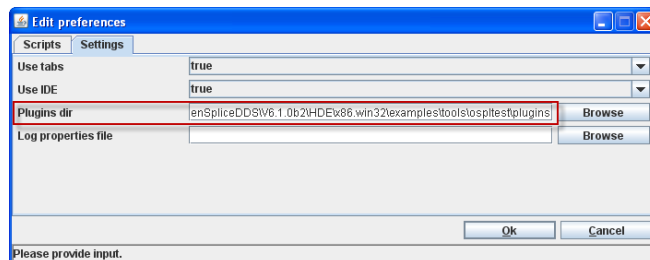 Edit preferences
Scripts Settings
Use tabs true
Use IDE true
Plugins dir enSpliceDDS\V6.1.0b2\HDE\x86.win32\examples\tools\ospltest\plugins Browse
Log properties file Browse
Ok Cancel
Please provide input.